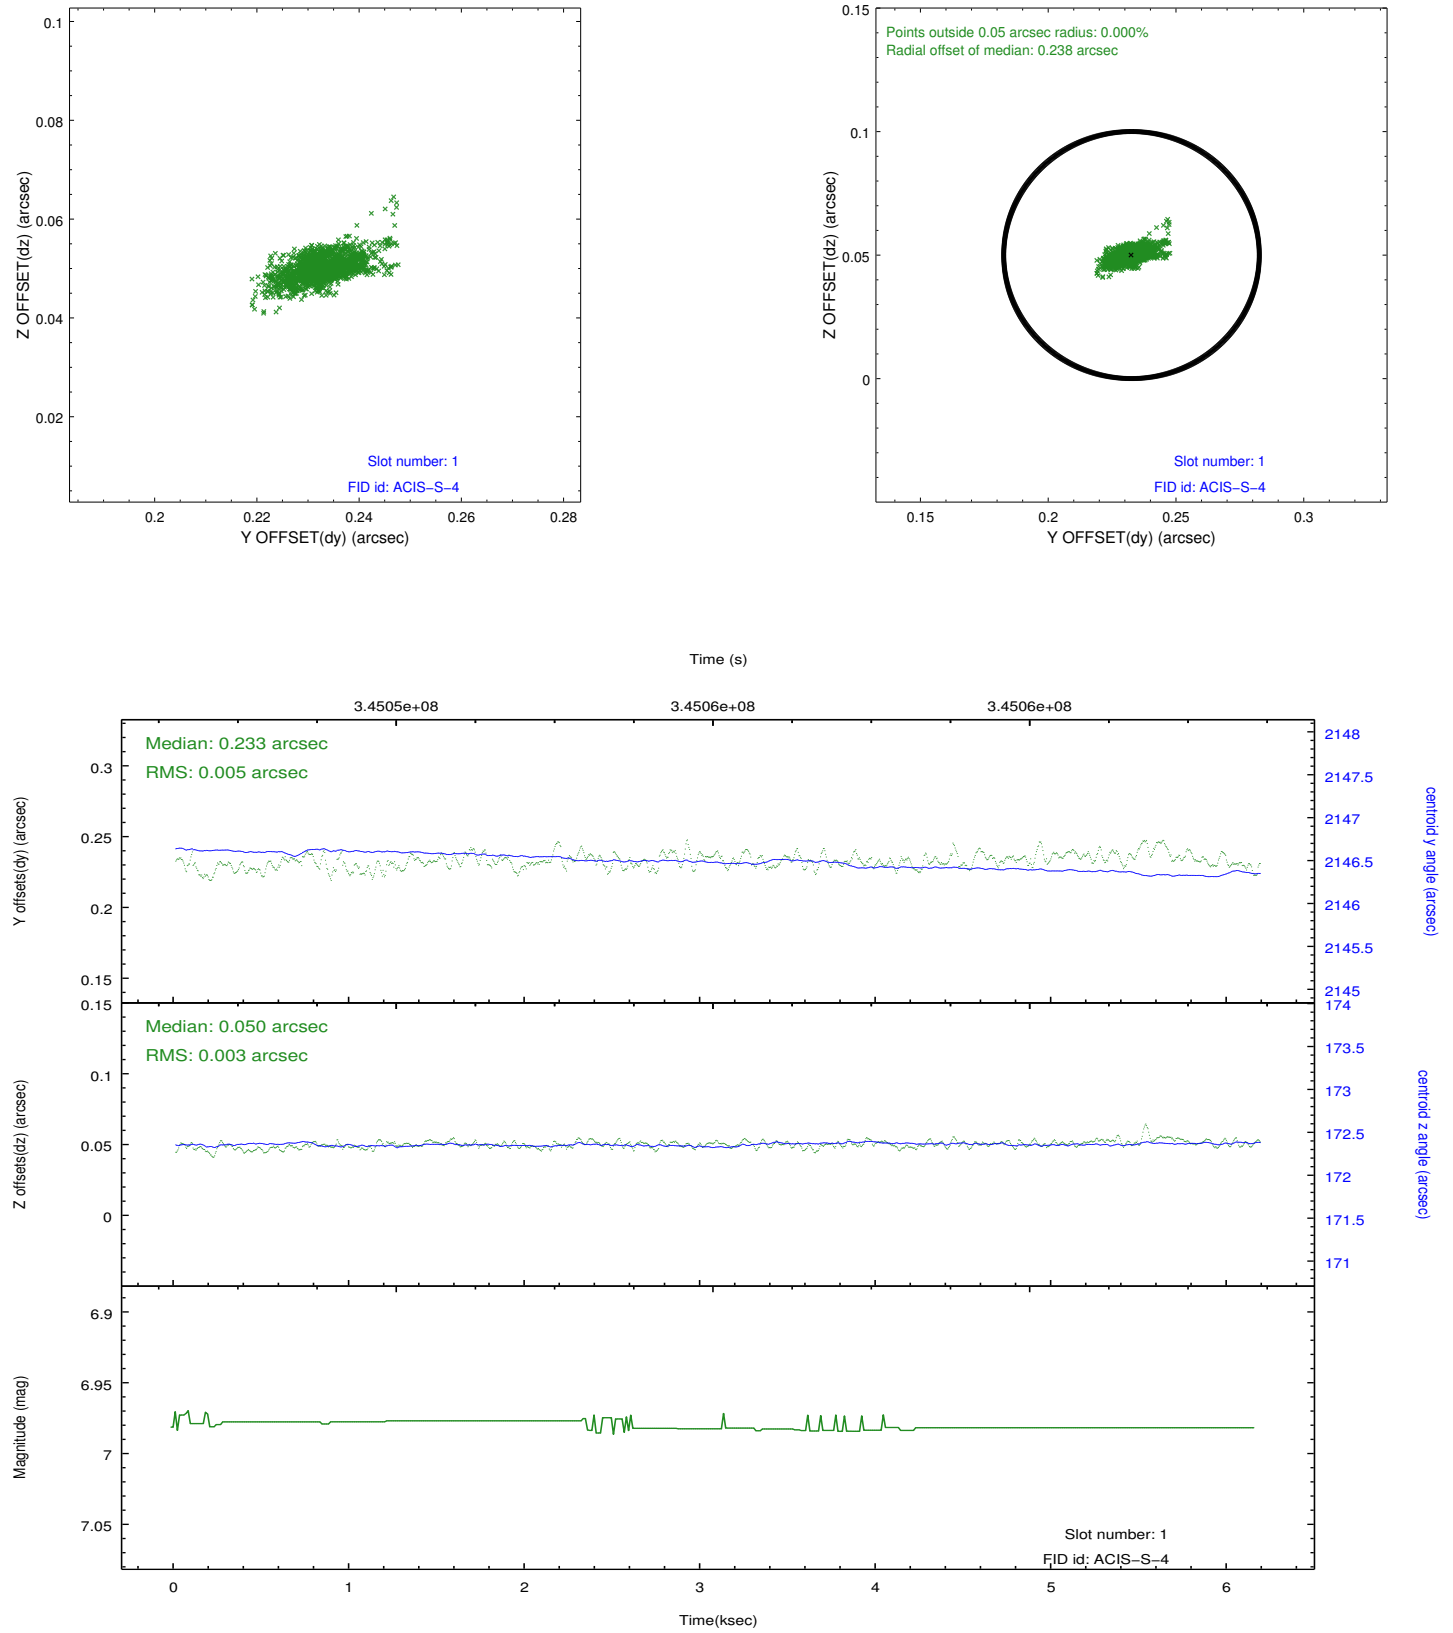 0.1
0.08
0.06
0.04
0.02
Z OFFSET(dz) (arcsec)
Slot number: 1
FID id: ACIS−S−4
0.2 0.22 0.24 0.26 0.28
Y OFFSET(dy) (arcsec)
0.15
0.1
0.05
0
Z OFFSET(dz) (arcsec)
Points outside 0.05 arcsec radius: 0.000%
Radial offset of median: 0.238 arcsec
Slot number: 1
FID id: ACIS−S−4
0.15 0.2 0.25 0.3
Y OFFSET(dy) (arcsec)
Time (s)
3.4505e+08 3.4506e+08 3.4506e+08
Median: 0.233 arcsec
RMS: 0.005 arcsec
0.3
0.25
0.2
0.15
Y offsets(dy) (arcsec)
2148
2147.5
2147
2146.5
2146
2145.5
2145
centroid y angle (arcsec)
Median: 0.050 arcsec
RMS: 0.003 arcsec
0.15
0.1
0.05
0
Z offsets(dz) (arcsec)
174
173.5
173
172.5
172
171.5
171
centroid z angle (arcsec)
6.9
6.95
7
7.05
Magnitude (mag)
Slot number: 1
FID id: ACIS−S−4
0 1 2 3 4 5 6
Time(ksec)